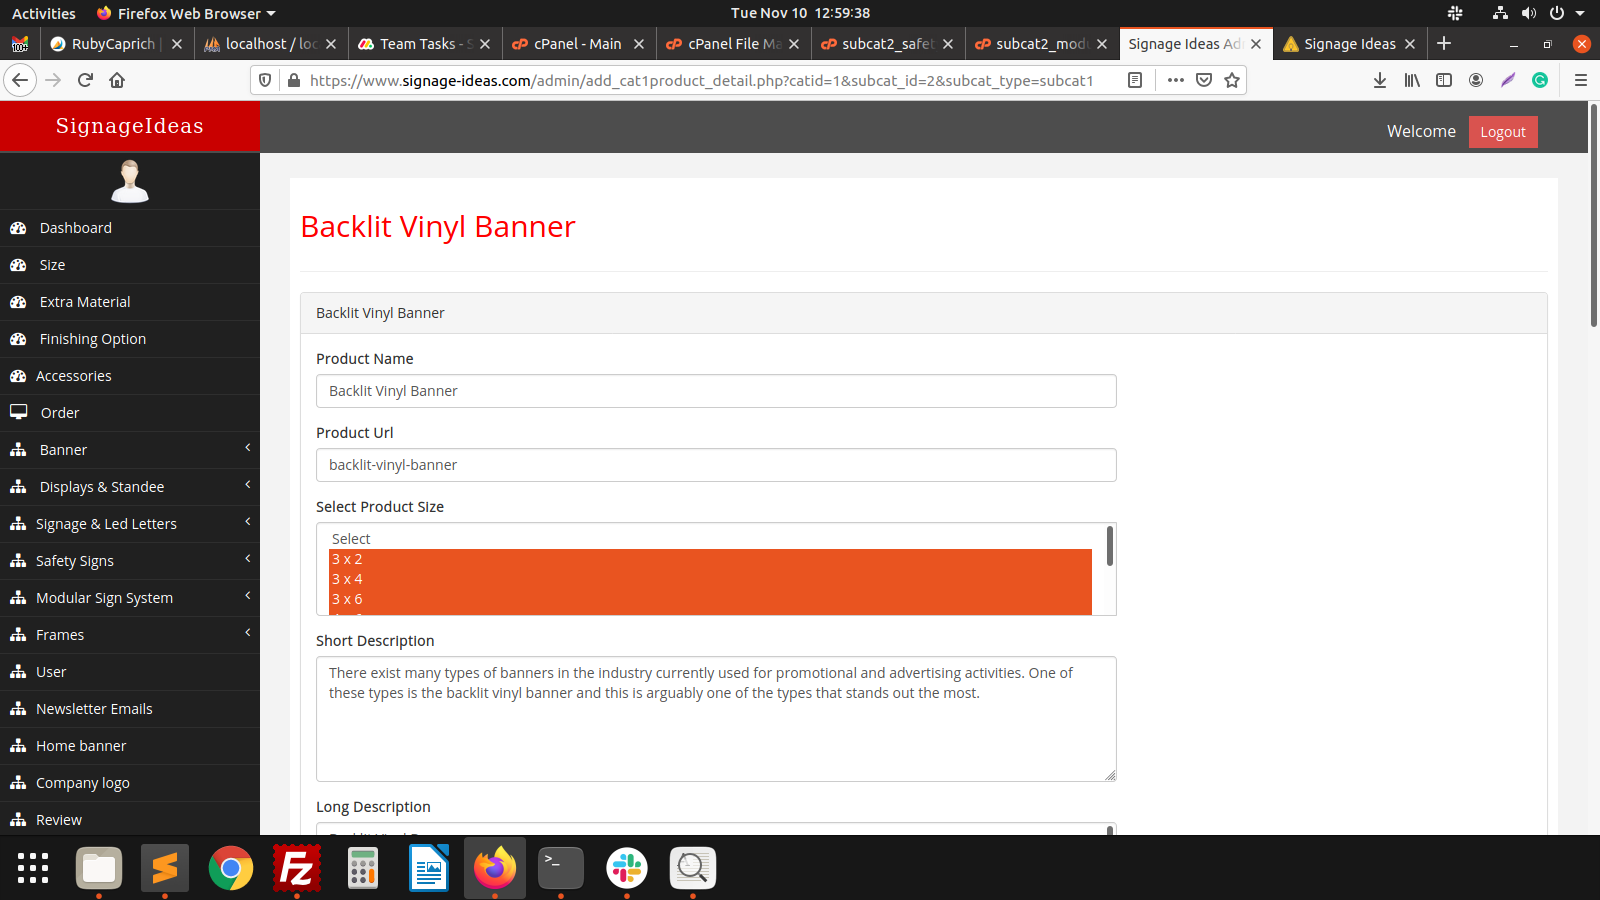 Activities Firefox Web Browser Tue Nov 10 12:59:38
100+ RubyCaprich | localhost / loc Team Tasks - S cPanel - Main cPanel File Ma subcat2_safet subcat2_modu Signage Ideas Ad Signage Ideas
https://www.signage-ideas.com/admin/add_cat1product_detail.php?catid=1&subcat_id=2&subcat_type=subcat1
SignageIdeas
Welcome Logout
Dashboard
Size
Extra Material
Finishing Option
Accessories
Order
Banner
Displays & Standee
Signage & Led Letters
Safety Signs
Modular Sign System
Frames
User
Newsletter Emails
Home banner
Company logo
Review
Backlit Vinyl Banner
Backlit Vinyl Banner
Product Name
Backlit Vinyl Banner
Product Url
backlit-vinyl-banner
Select Product SIze
Select
3 x 2
3 x 4
3 x 6
Short Description
There exist many types of banners in the industry currently used for promotional and advertising activities. One of
these types is the backlit vinyl banner and this is arguably one of the types that stands out the most.
Long Description